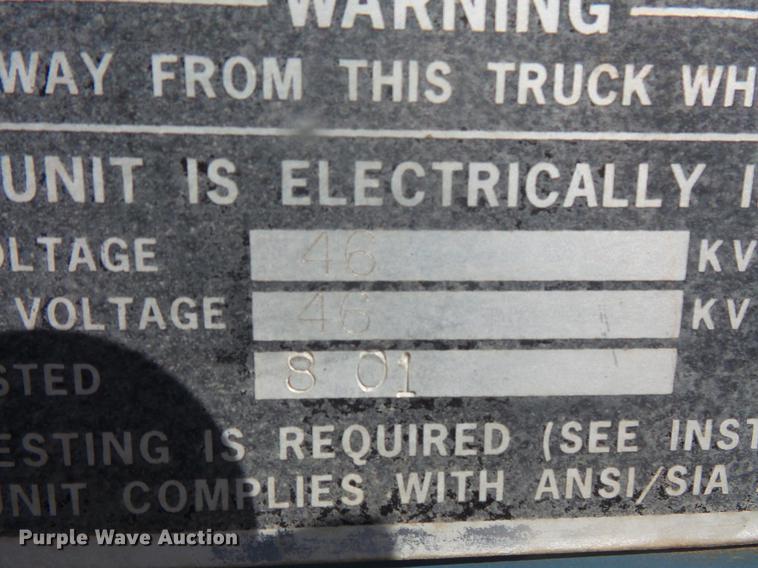 WARNING
WAY FROM THIS TRUCK WH
UNIT IS ELECTRICALLY I
OLTAGE 46 KV
VOLTAGE 46 KV
STED 8 01
ESTING IS REQUIRED (SEE INST
UNIT COMPLIES WITH ANSI/SIA
Purple Wave Auction